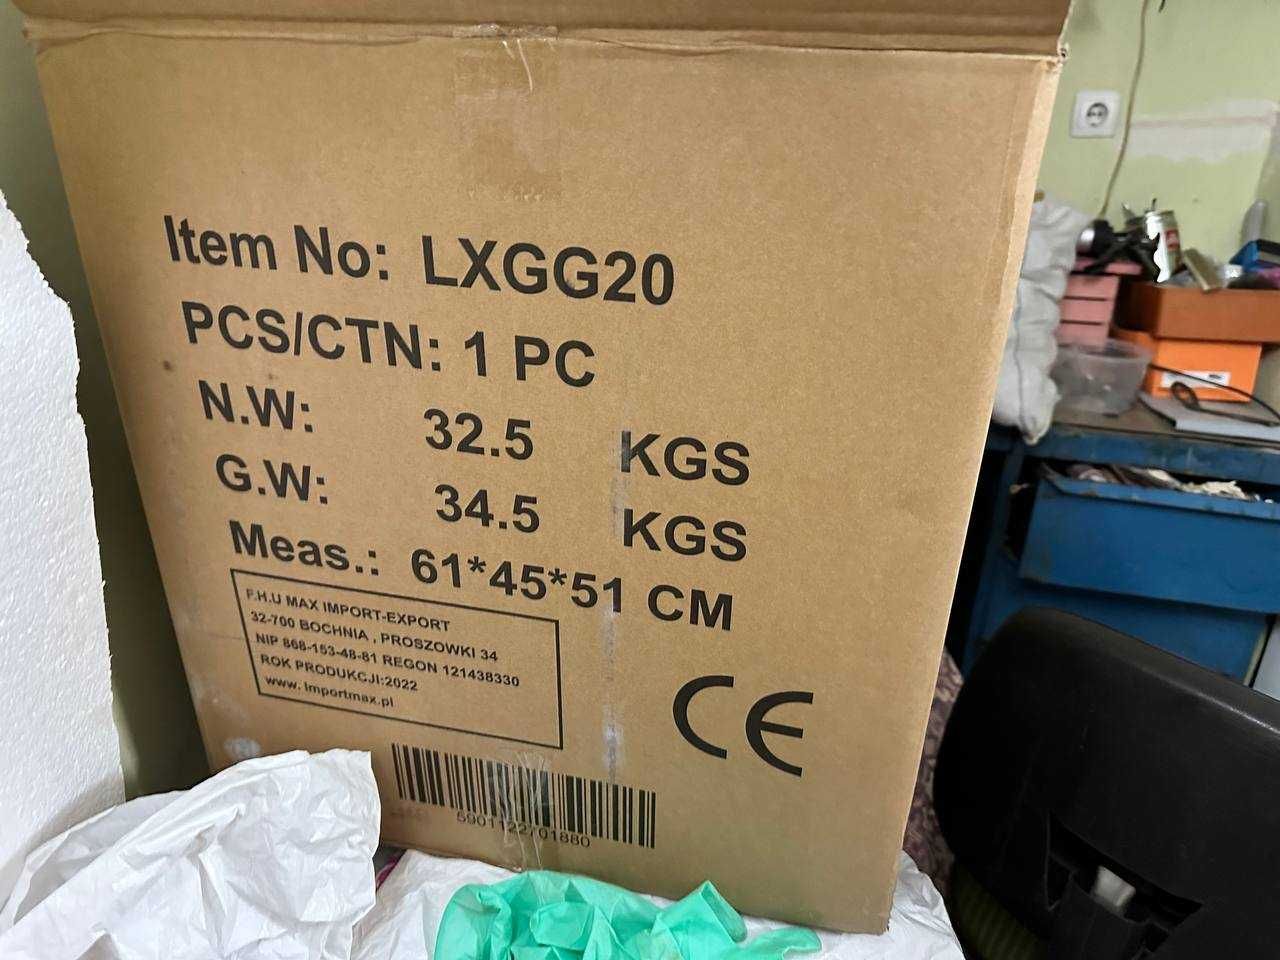 Item No: LXGG20
PCS/CTN: 1 PC
N.W: 32.5 KGS
G.W: 34.5 KGS
Meas.: 61*45*51 CM
F.H.U MAX IMPORT-EXPORT
32-700 BOCHNIA , PROSZOWKI 34
NIP 868-153-48-81 REGON 121438330
ROK PRODUKCJI:2022
www. Importmax.pl
CE
5901122701880